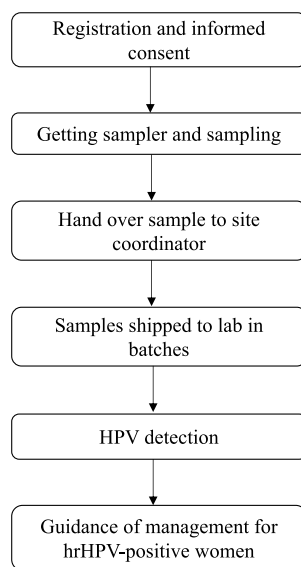 Registration and informed
consent
Getting sampler and sampling
Hand over sample to site
coordinator
Samples shipped to lab in
batches
HPV detection
Guidance of management for
hrHPV-positive women